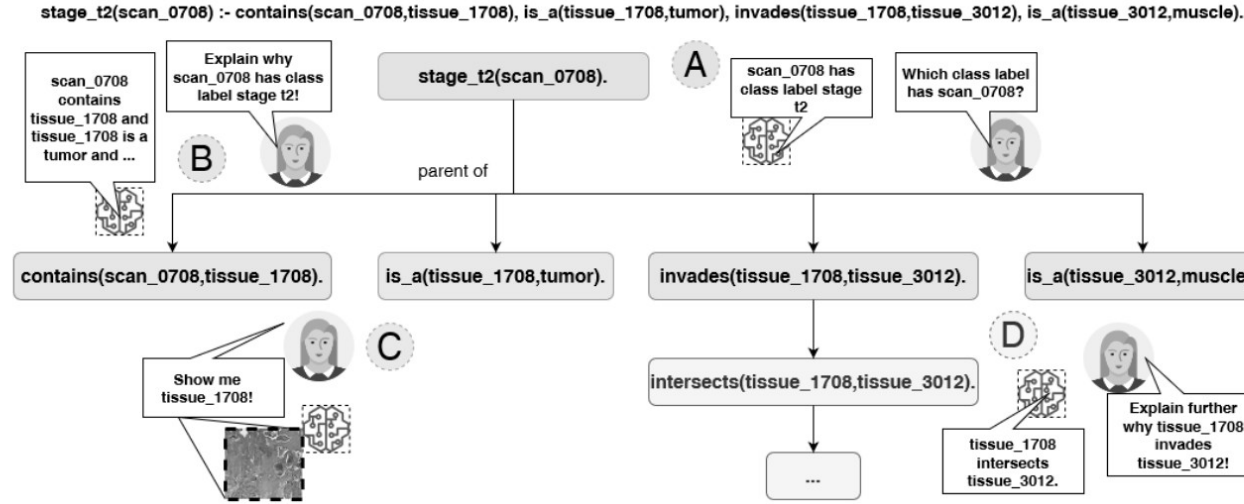 stage_t2(scan_0708) :- contains(scan_0708,tissue_1708), is_a(tissue_1708,tumor), invades(tissue_1708,tissue_3012), is_a(tissue_3012,muscle).
scan_0708
contains
tissue_1708 and
tissue_1708 is a
tumor and ...
B
Explain why
scan_0708 has class
label stage t2!
stage_t2(scan_0708).
A
scan_0708 has
class label stage
t2
Which class label
has scan_0708?
parent of
contains(scan_0708,tissue_1708).
is_a(tissue_1708,tumor).
invades(tissue_1708,tissue_3012).
is_a(tissue_3012,muscle
C
Show me
tissue_1708!
intersects(tissue_1708,tissue_3012).
...
D
tissue_1708
intersects
tissue_3012.
Explain further
why tissue_1708
invades
tissue_3012!